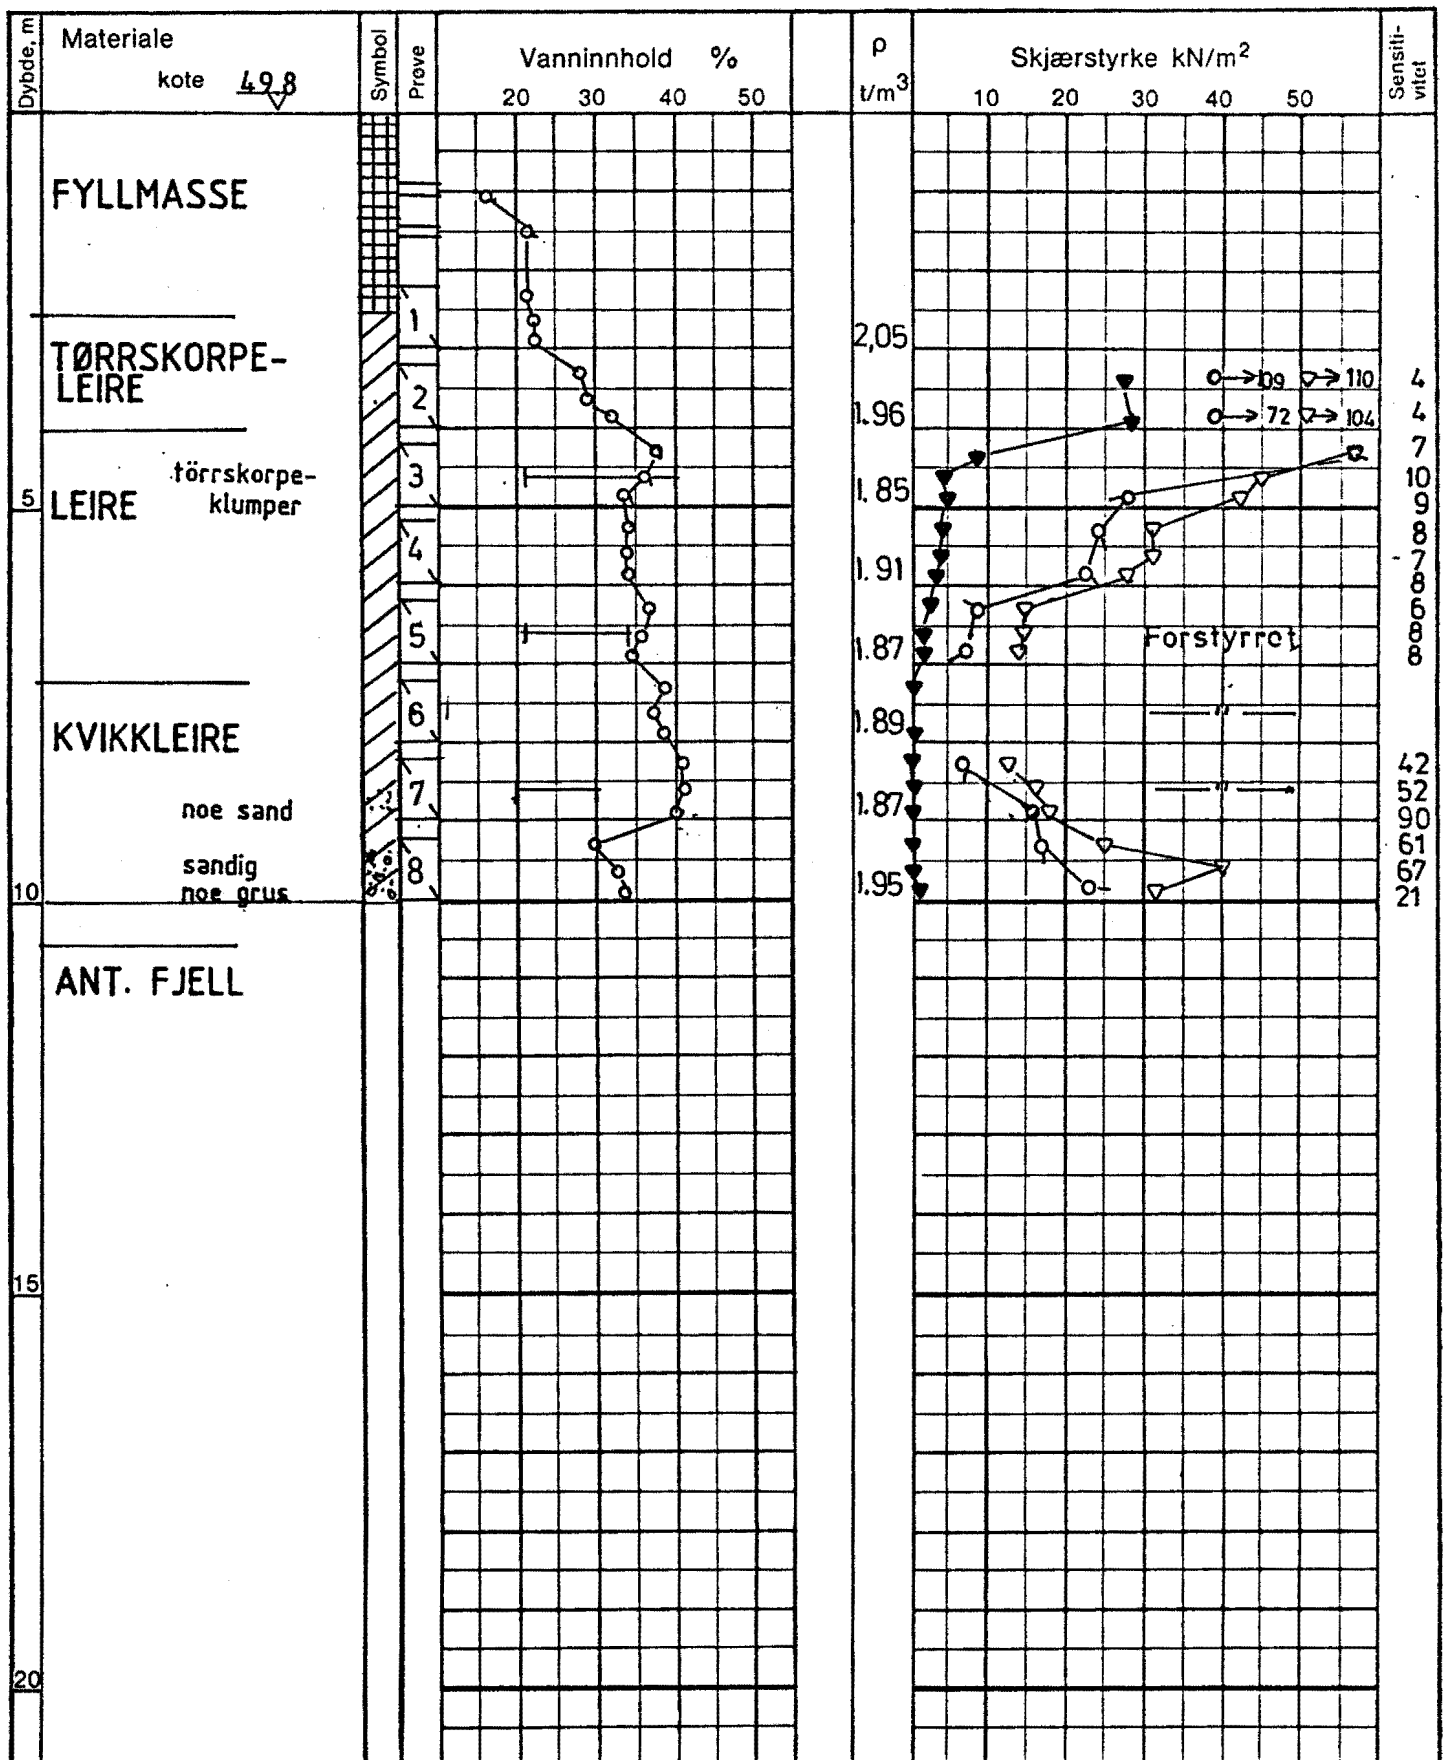 Dybde, m
Materiale
kote 49.8
Symbol
Prøve
Vanninnhold %
20 30 40 50
ρ
t/m³
Skjærstyrke kN/m²
10 20 30 40 50
Sensiti-
vitet
FYLLMASSE
1
2,05
TØRRSKORPE-
LEIRE
109 110 4
2
1.96
72 104 4
7
törrskorpe-
3
10
5
LEIRE klumper
1.85
9
8
4
7
1.91
8
6
5
Forstyrret
8
1.87
8
6
KVIKKLEIRE
1.89
— " —
42
7
— " —
52
noe sand
1.87
90
61
sandig
8
67
10
noe grus
1.95
21
ANT. FJELL
15
20